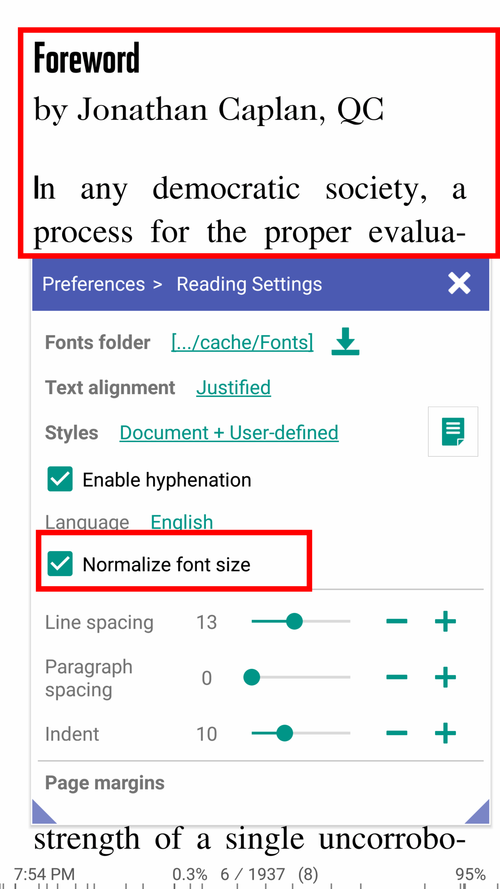 Foreword
by Jonathan Caplan, QC
In any democratic society, a
process for the proper evalua-
Preferences > Reading Settings
Fonts folder [.../cache/Fonts]
Text alignment Justified
Styles Document + User-defined
Enable hyphenation
Language English
Normalize font size
Line spacing 13
Paragraph
spacing 0
Indent 10
Page margins
strength of a single uncorrobo-
7:54 PM 0.3% 6 / 1937 (8) 95%